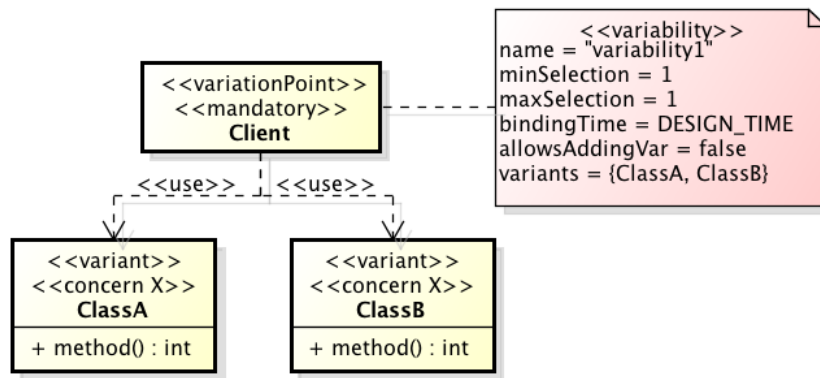 <<variability>>
name = "variability1"
minSelection = 1
maxSelection = 1
bindingTime = DESIGN_TIME
allowsAddingVar = false
variants = {ClassA, ClassB}
<<variationPoint>>
<<mandatory>>
Client
<<use>>
<<use>>
<<variant>>
<<concern X>>
ClassA
+ method() : int
<<variant>>
<<concern X>>
ClassB
+ method() : int